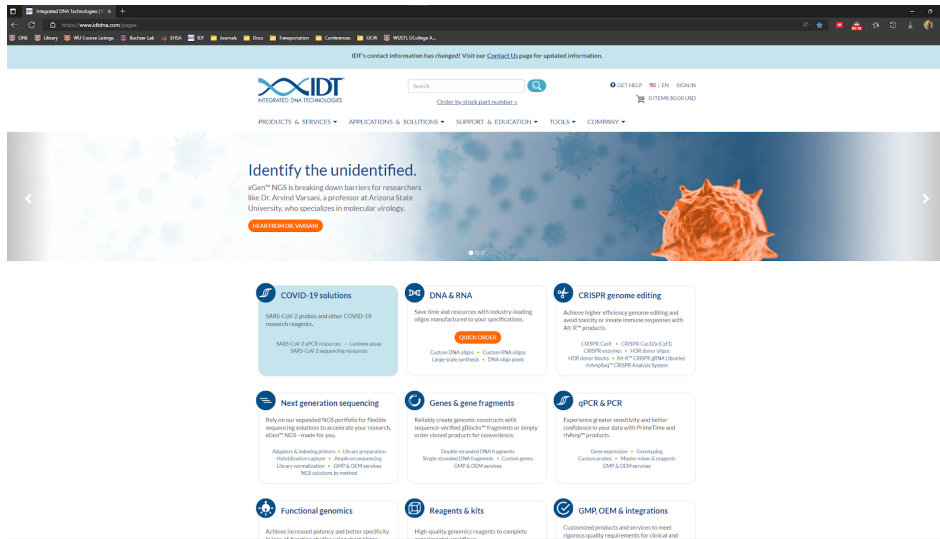 Integrated DNA Technologies | I
https://www.idtdna.com/pages
ONE Library WU Course Listings Bucher Lab EHSA IDT Journals Docs Transportation Conferences UCW WUSTL UCollege A...
IDT's contact information has changed! Visit our Contact Us page for updated information.
IDT
INTEGRATED DNA TECHNOLOGIES
Search
GET HELP | EN SIGN IN
Order by stock part number »
0 ITEMS $0.00 USD
PRODUCTS & SERVICES APPLICATIONS & SOLUTIONS SUPPORT & EDUCATION TOOLS COMPANY
Identify the unidentified.
xGen™ NGS is breaking down barriers for researchers
like Dr. Arvind Varsani, a professor at Arizona State
University, who specializes in molecular virology.
HEAR FROM DR. VARSANI
COVID-19 solutions
SARS-CoV-2 probes and other COVID-19
research reagents.
SARS-CoV-2 qPCR resources • Luminex assay
SARS-CoV-2 sequencing resources
DNA & RNA
Save time and resources with industry-leading
oligos manufactured to your specifications.
QUICK ORDER
Custom DNA oligos • Custom RNA oligos
Large-scale synthesis • DNA oligo pools
CRISPR genome editing
Achieve higher efficiency genome editing and
avoid toxicity or innate immune responses with
Alt-R™ products.
CRISPR-Cas9 • CRISPR-Cas12a (Cpf1)
CRISPR enzymes • HDR donor oligos
HDR donor blocks • Alt-R™ CRISPR gRNA Libraries
rhAmpSeq™ CRISPR Analysis System
Next generation sequencing
Rely on our expanded NGS portfolio for flexible
sequencing solutions to accelerate your research.
xGen™ NGS—made for you.
Adapters & indexing primers • Library preparation
Hybridization capture • Amplicon sequencing
Library normalization • GMP & OEM services
NGS solutions by method
Genes & gene fragments
Reliably create genomic constructs with
sequence-verified gBlocks™ fragments or simply
order cloned products for convenience.
Double-stranded DNA fragments
Single-stranded DNA fragments • Custom genes
GMP & OEM services
qPCR & PCR
Experience greater sensitivity and better
confidence in your data with PrimeTime and
rhAmp™ products.
Gene expression • Genotyping
Custom probes • Master mixes & reagents
GMP & OEM services
Functional genomics
Achieve increased potency and better specificity
Reagents & kits
High-quality genomics reagents to complete
GMP, OEM & integrations
Customized products and services to meet
rigorous quality requirements for clinical and